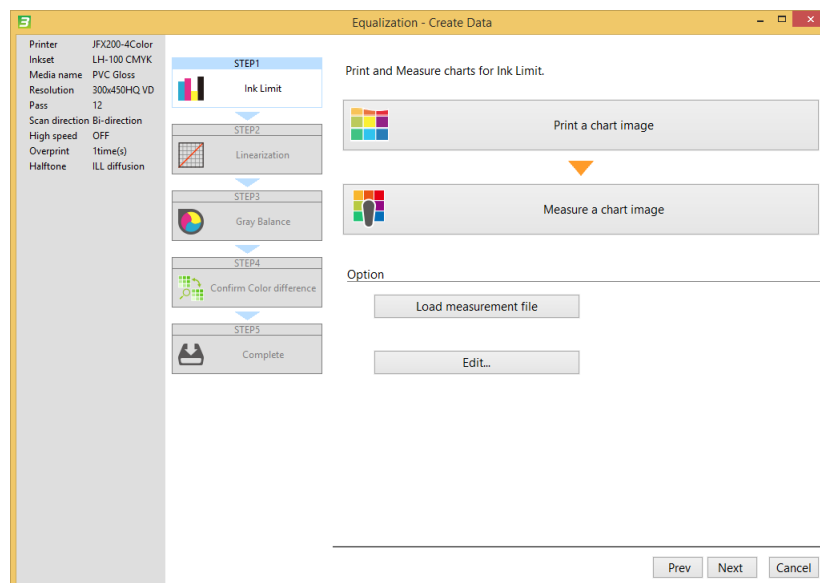 3
Equalization - Create Data
Printer JFX200-4Color
Inkset LH-100 CMYK
Media name PVC Gloss
Resolution 300x450HQ VD
Pass 12
Scan direction Bi-direction
High speed OFF
Overprint 1time(s)
Halftone ILL diffusion
STEP1
Ink Limit
STEP2
Linearization
STEP3
Gray Balance
STEP4
Confirm Color difference
STEP5
Complete
Print and Measure charts for Ink Limit.
Print a chart image
Measure a chart image
Option
Load measurement file
Edit...
Prev Next Cancel